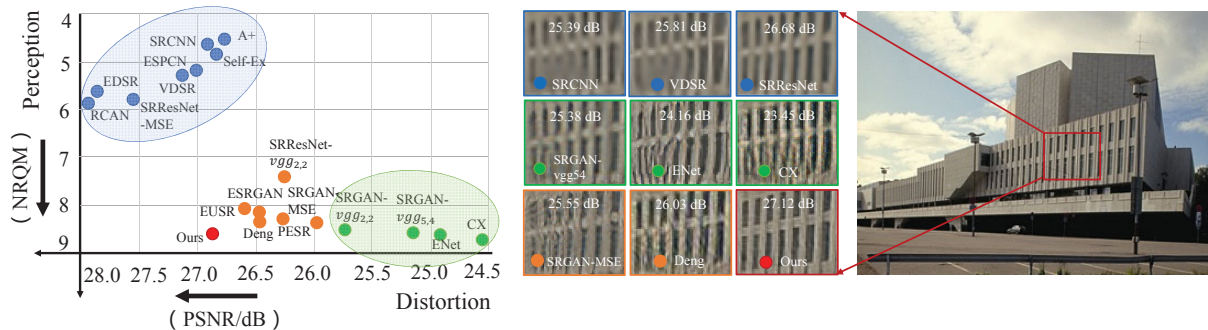 Perception
( NRQM )
4
5
6
7
8
9
SRCNN
A+
ESPCN
Self-Ex
EDSR
VDSR
RCAN
SRResNet
-MSE
SRResNet-
vgg₂,₂
ESRGAN
SRGAN-
MSE
EUSR
Ours
Deng
PESR
SRGAN-
vgg₂,₂
SRGAN-
vgg₅,₄
CX
ENet
28.0 27.5 27.0 26.5 26.0 25.5 25.0 24.5
Distortion
( PSNR/dB )
25.39 dB
SRCNN
25.81 dB
VDSR
26.68 dB
SRResNet
25.38 dB
SRGAN-
vgg54
24.16 dB
ENet
23.45 dB
CX
25.55 dB
SRGAN-MSE
26.03 dB
Deng
27.12 dB
Ours